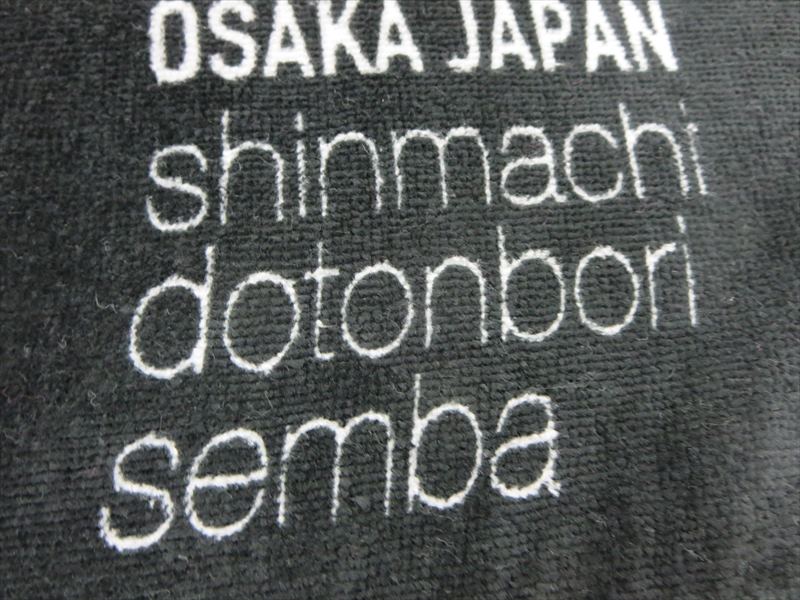 OSAKA JAPAN
shinmachi
dotonbori
semba